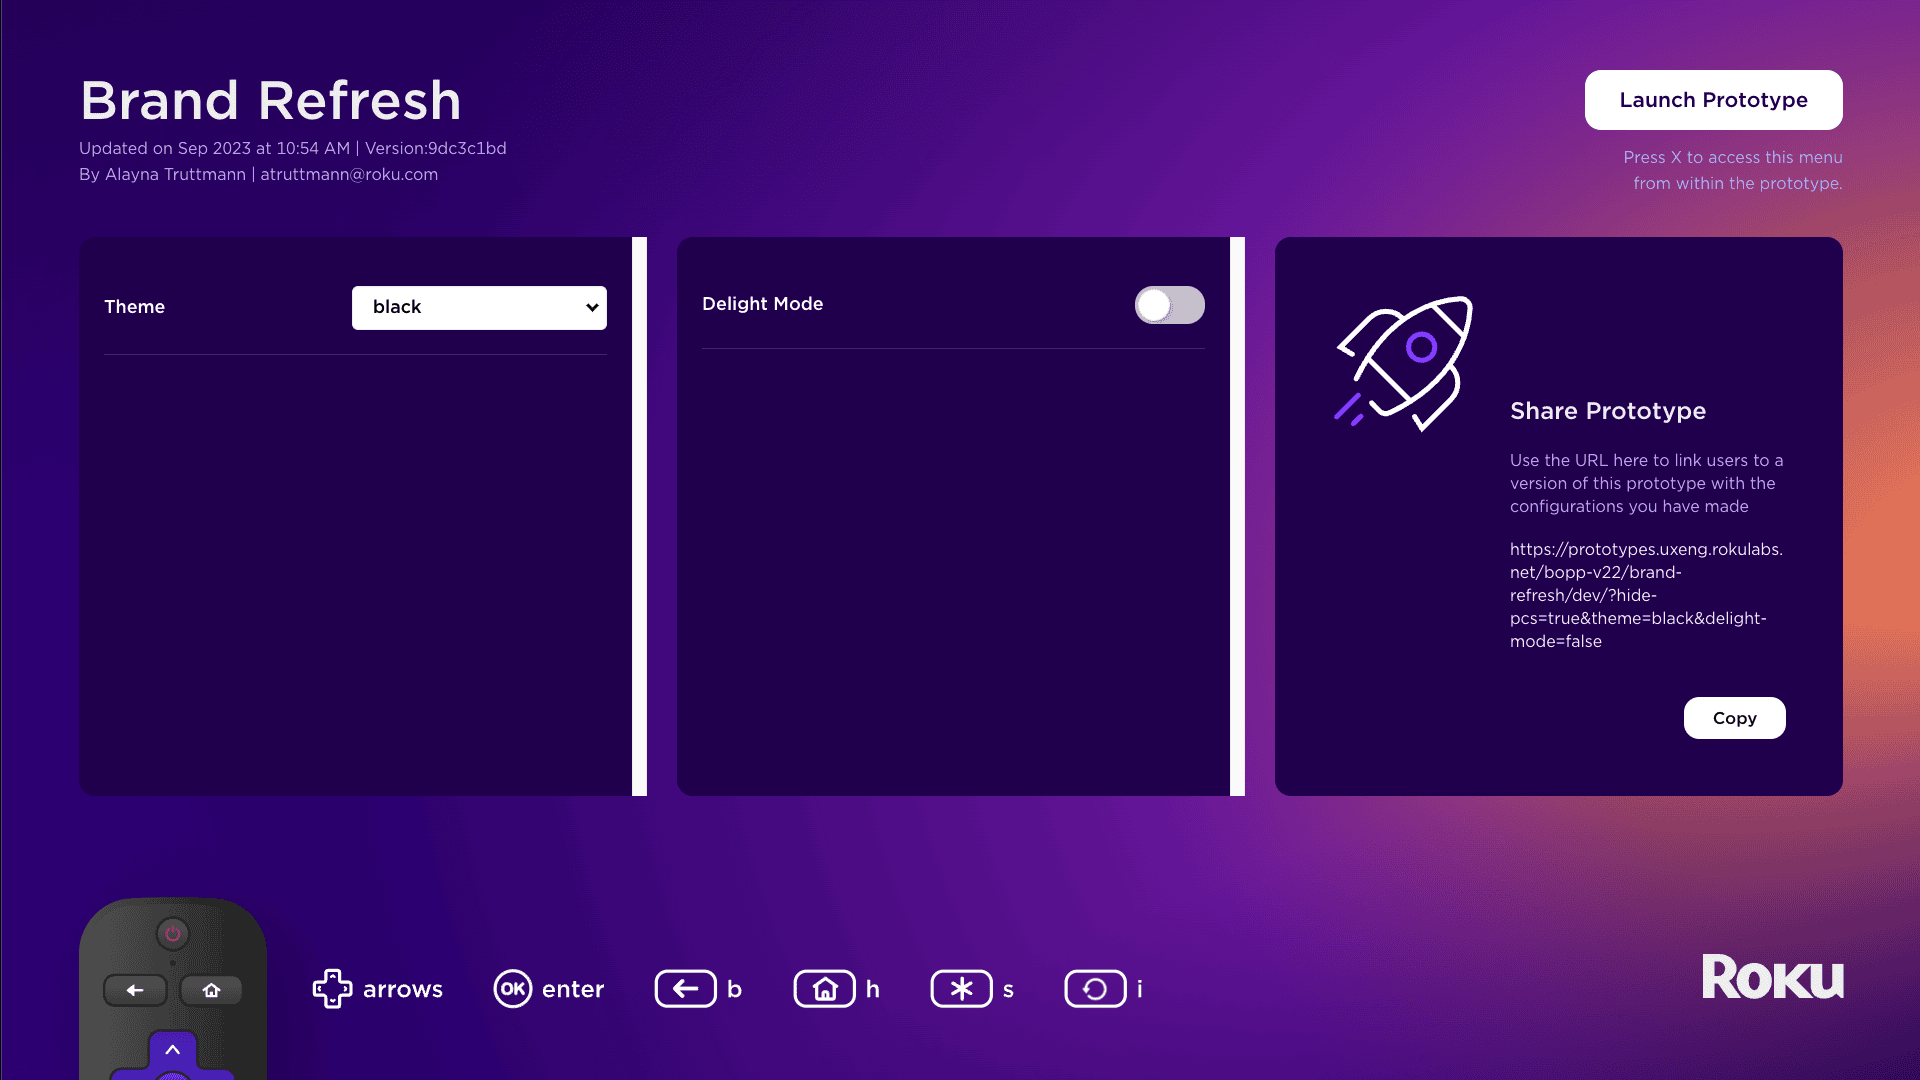 Brand Refresh
Updated on Sep 2023 at 10:54 AM | Version:9dc3c1bd
By Alayna Truttmann | atruttmann@roku.com
Launch Prototype
Press X to access this menu
from within the prototype.
Theme
black
Delight Mode
Share Prototype
Use the URL here to link users to a
version of this prototype with the
configurations you have made
https://prototypes.uxeng.rokulabs.
net/bopp-v22/brand-
refresh/dev/?hide-
pcs=true&theme=black&delight-
mode=false
Copy
arrows
OK enter
b
h
s
i
Roku